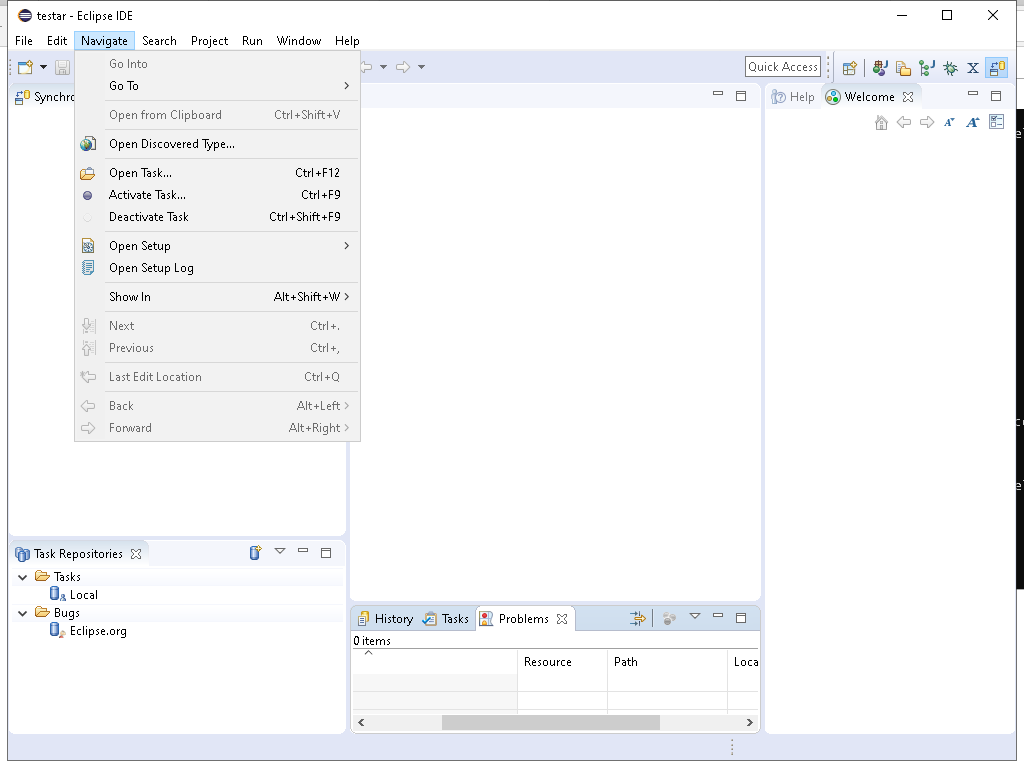 testar - Eclipse IDE
File Edit Navigate Search Project Run Window Help
Quick Access
Synchro
Go Into
Go To
Open from Clipboard Ctrl+Shift+V
Open Discovered Type...
Open Task... Ctrl+F12
Activate Task... Ctrl+F9
Deactivate Task Ctrl+Shift+F9
Open Setup
Open Setup Log
Show In Alt+Shift+W
Next Ctrl+.
Previous Ctrl+,
Last Edit Location Ctrl+Q
Back Alt+Left
Forward Alt+Right
Help Welcome
Task Repositories
Tasks
Local
Bugs
Eclipse.org
History Tasks Problems
0 items
Resource Path Loca